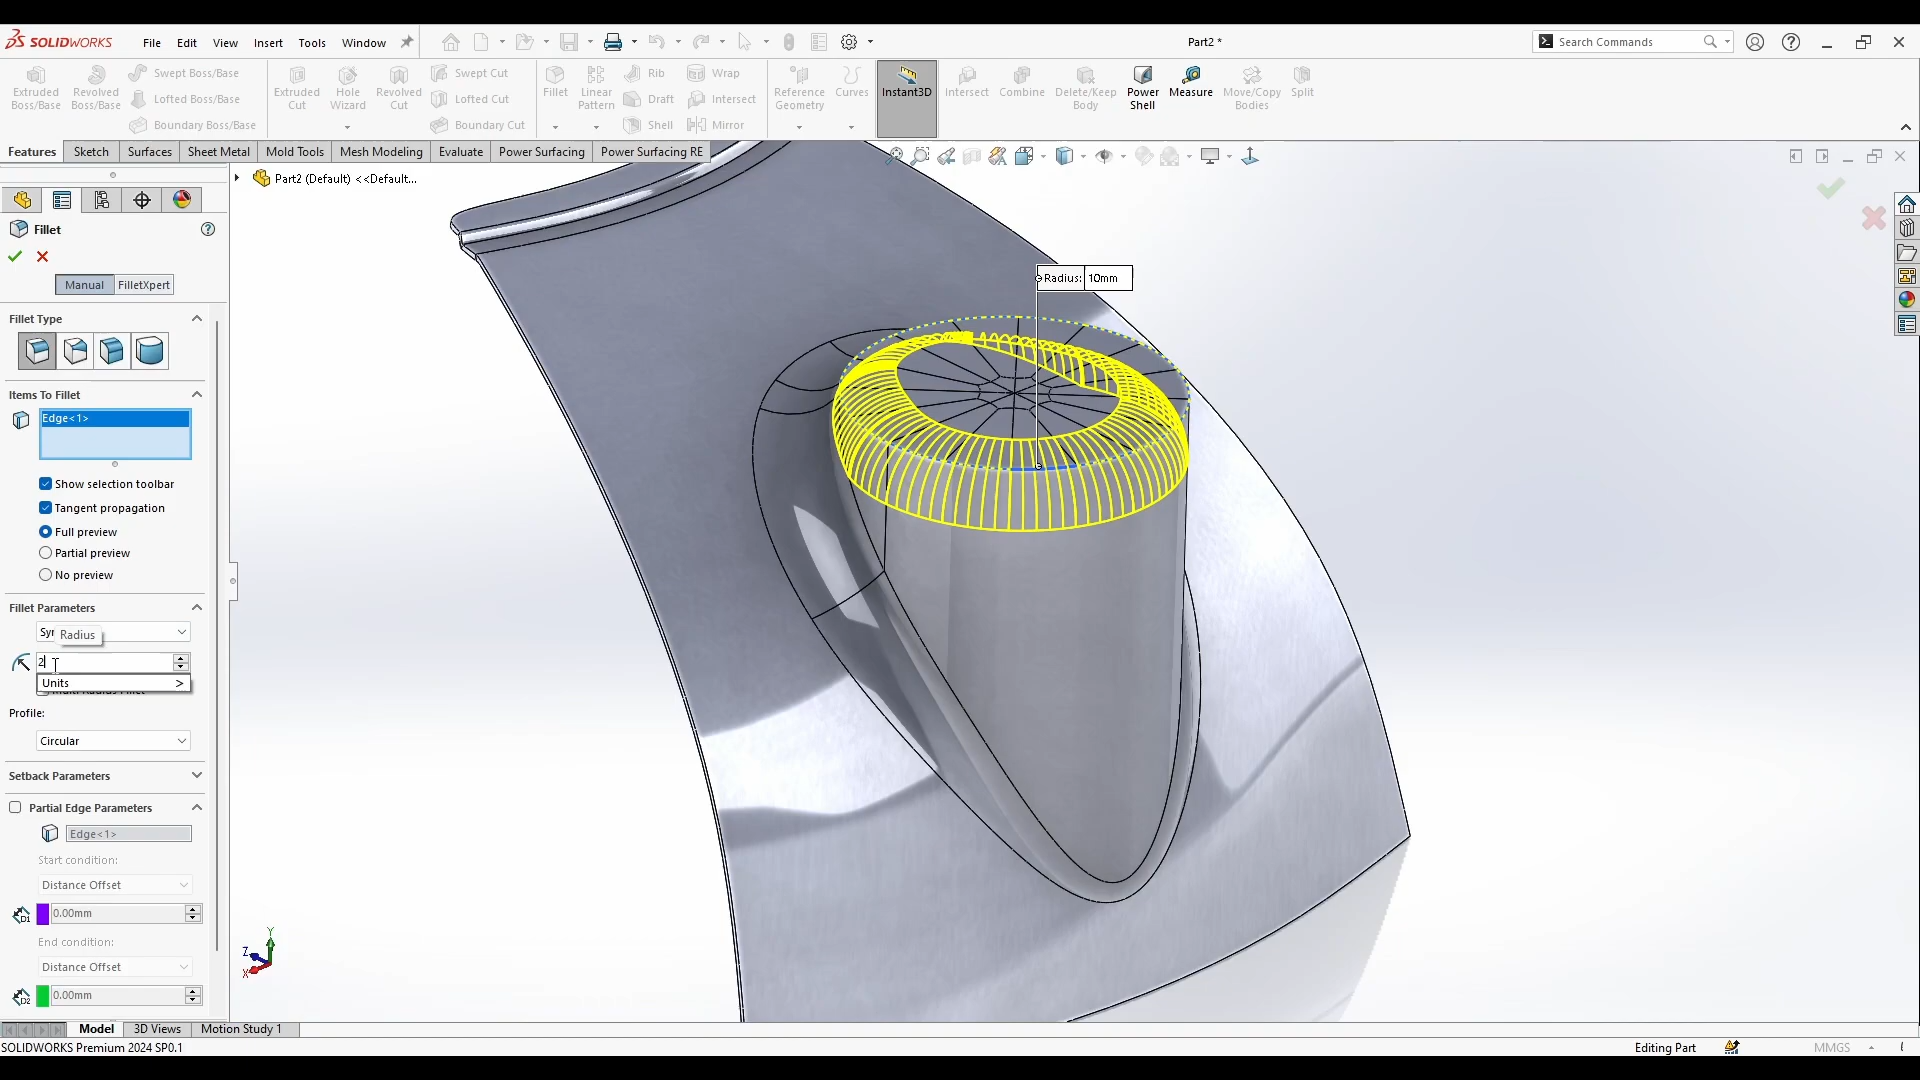 SOLIDWORKS
File Edit View Insert Tools Window
Part2 *
Search Commands
Extruded Boss/Base
Revolved Boss/Base
Swept Boss/Base
Lofted Boss/Base
Boundary Boss/Base
Extruded Cut
Hole Wizard
Revolved Cut
Swept Cut
Lofted Cut
Boundary Cut
Fillet
Linear Pattern
Rib
Draft
Shell
Wrap
Intersect
Mirror
Reference Geometry
Curves
Instant3D
Intersect
Combine
Delete/Keep Body
Power Shell
Measure
Move/Copy Bodies
Split
Features Sketch Surfaces Sheet Metal Mold Tools Mesh Modeling Evaluate Power Surfacing Power Surfacing RE
Part2 (Default) <<Default...
Fillet
Manual FilletXpert
Fillet Type
Items To Fillet
Edge<1>
Show selection toolbar
Tangent propagation
Full preview
Partial preview
No preview
Fillet Parameters
Radius
2
Units >
Profile:
Circular
Setback Parameters
Partial Edge Parameters
Edge<1>
Start condition:
Distance Offset
D1
0.00mm
End condition:
Distance Offset
D2
0.00mm
Radius: 10mm
Y
Z
X
Model 3D Views Motion Study 1
SOLIDWORKS Premium 2024 SP0.1
Editing Part
MMGS